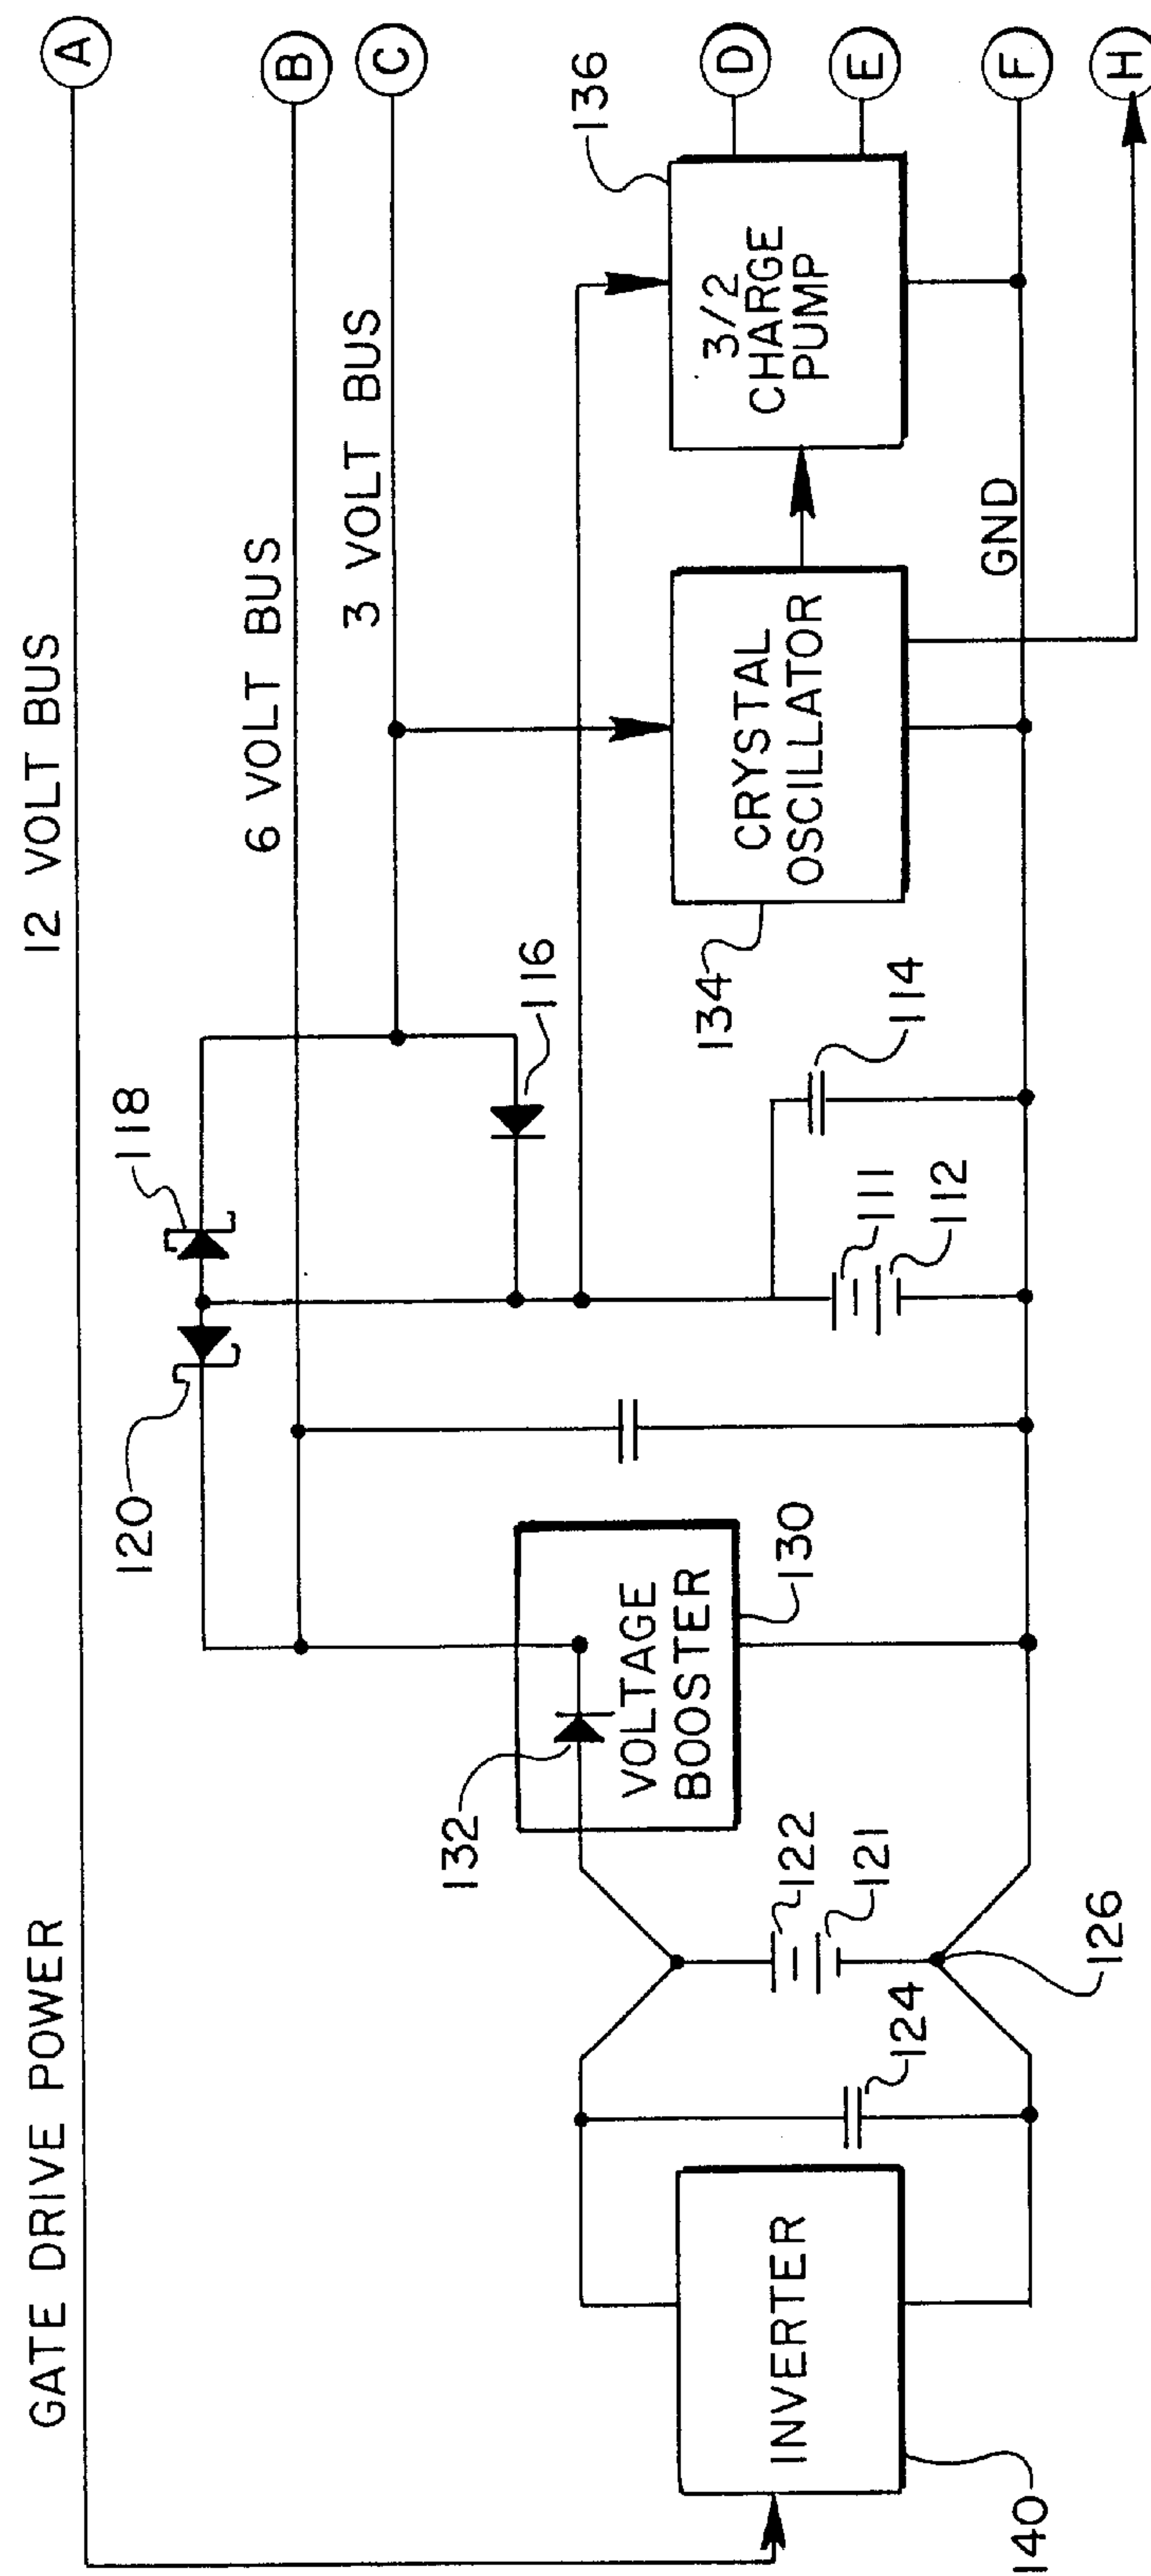 GATE DRIVE POWER
12 VOLT BUS
A
6 VOLT BUS
B
3 VOLT BUS
C
120
118
116
132
VOLTAGE
BOOSTER
130
122
121
124
126
INVERTER
140
111
112
114
134
CRYSTAL
OSCILLATOR
136
3/2
CHARGE
PUMP
D
E
GND
F
H